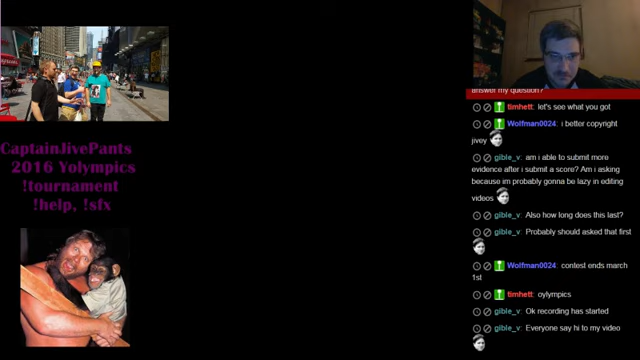 CaptainJivePants
2016 Yolympics
!tournament
!help, !sfx
answer my question?
timhett: let's see what you got
Wolfman0024: i better copyright
jivey
gible_v: am i able to submit more
evidence after i submit a score? Am i asking
because im probably gonna be lazy in editing
videos
gible_v: Also how long does this last?
gible_v: Probably should asked that first
Wolfman0024: contest ends march
1st
timhett: oylympics
gible_v: Ok recording has started
gible_v: Everyone say hi to my video